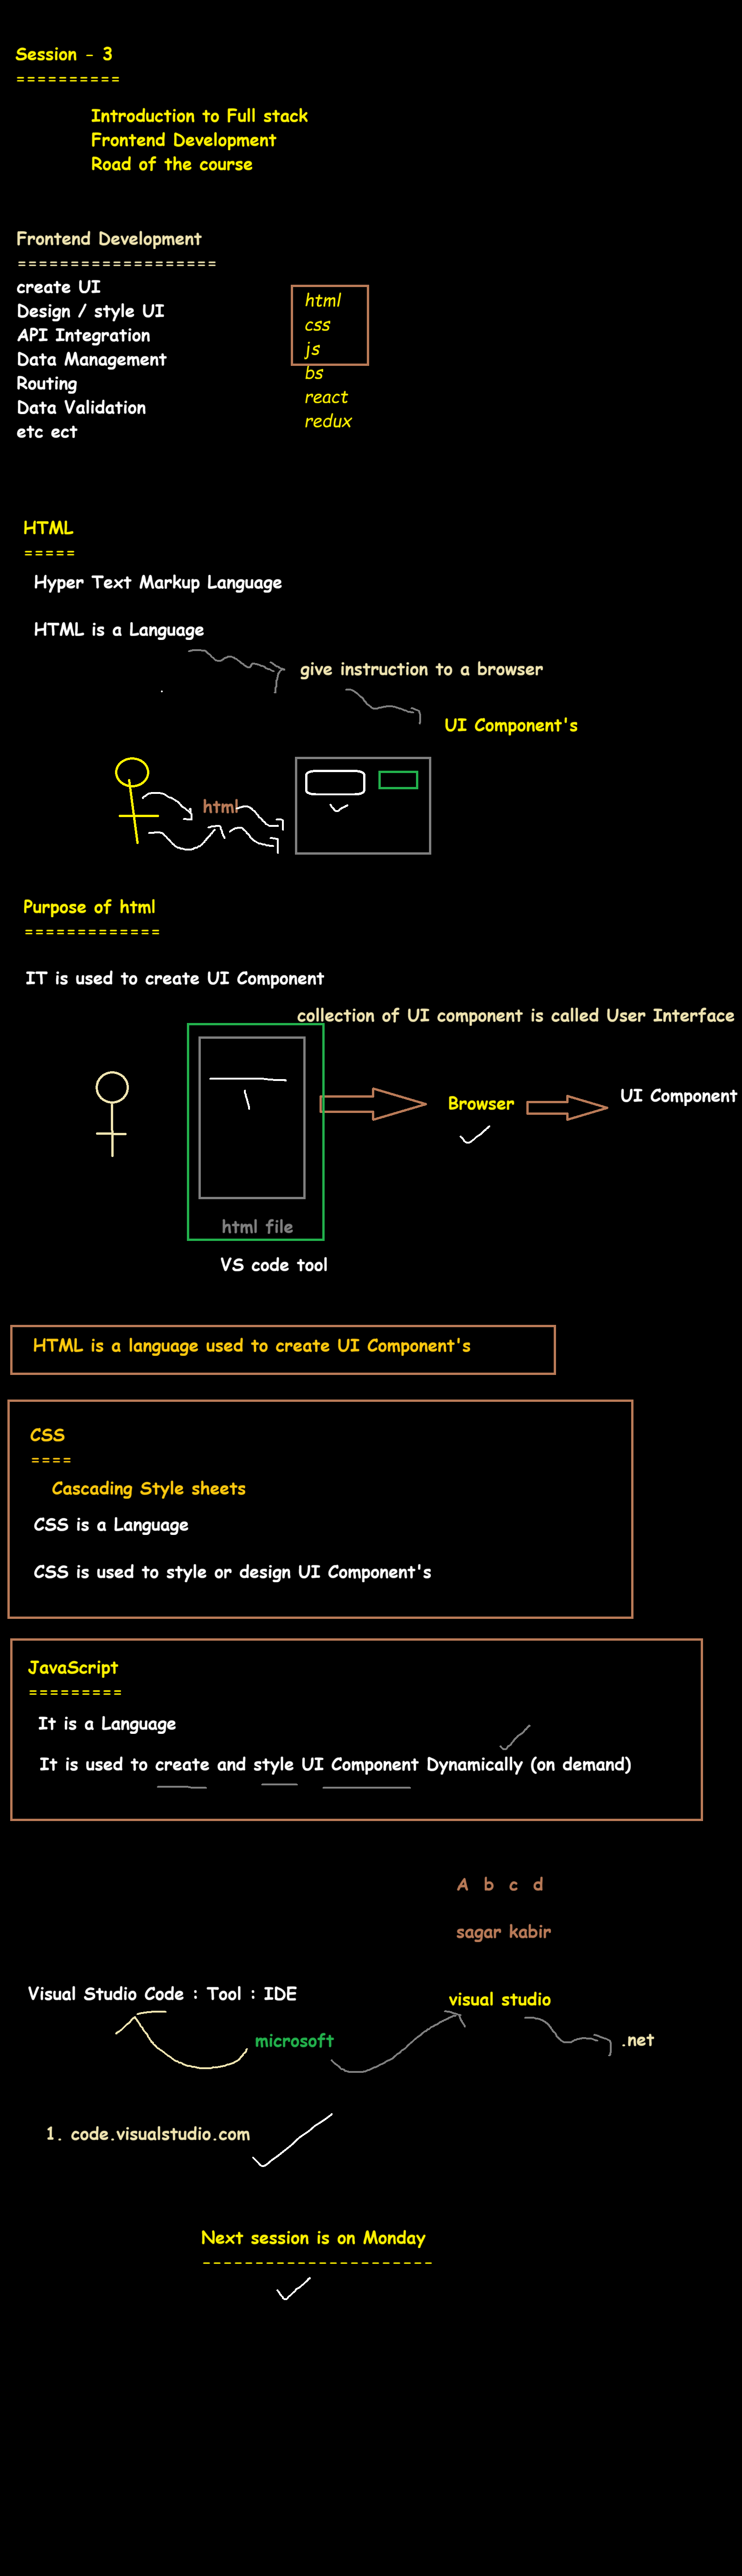 Session - 3
==========
Introduction to Full stack
Frontend Development
Road of the course
Frontend Development
===================
create UI
Design / style UI
API Integration
Data Management
Routing
Data Validation
etc ect
html
css
js
bs
react
redux
HTML
=====
Hyper Text Markup Language
HTML is a Language
give instruction to a browser
UI Component's
html
Purpose of html
=============
IT is used to create UI Component
collection of UI component is called User Interface
Browser
UI Component
html file
VS code tool
HTML is a language used to create UI Component's
CSS
====
Cascading Style sheets
CSS is a Language
CSS is used to style or design UI Component's
JavaScript
=========
It is a Language
It is used to create and style UI Component Dynamically (on demand)
A b c d
sagar kabir
Visual Studio Code : Tool : IDE
visual studio
microsoft
.net
1. code.visualstudio.com
Next session is on Monday
----------------------